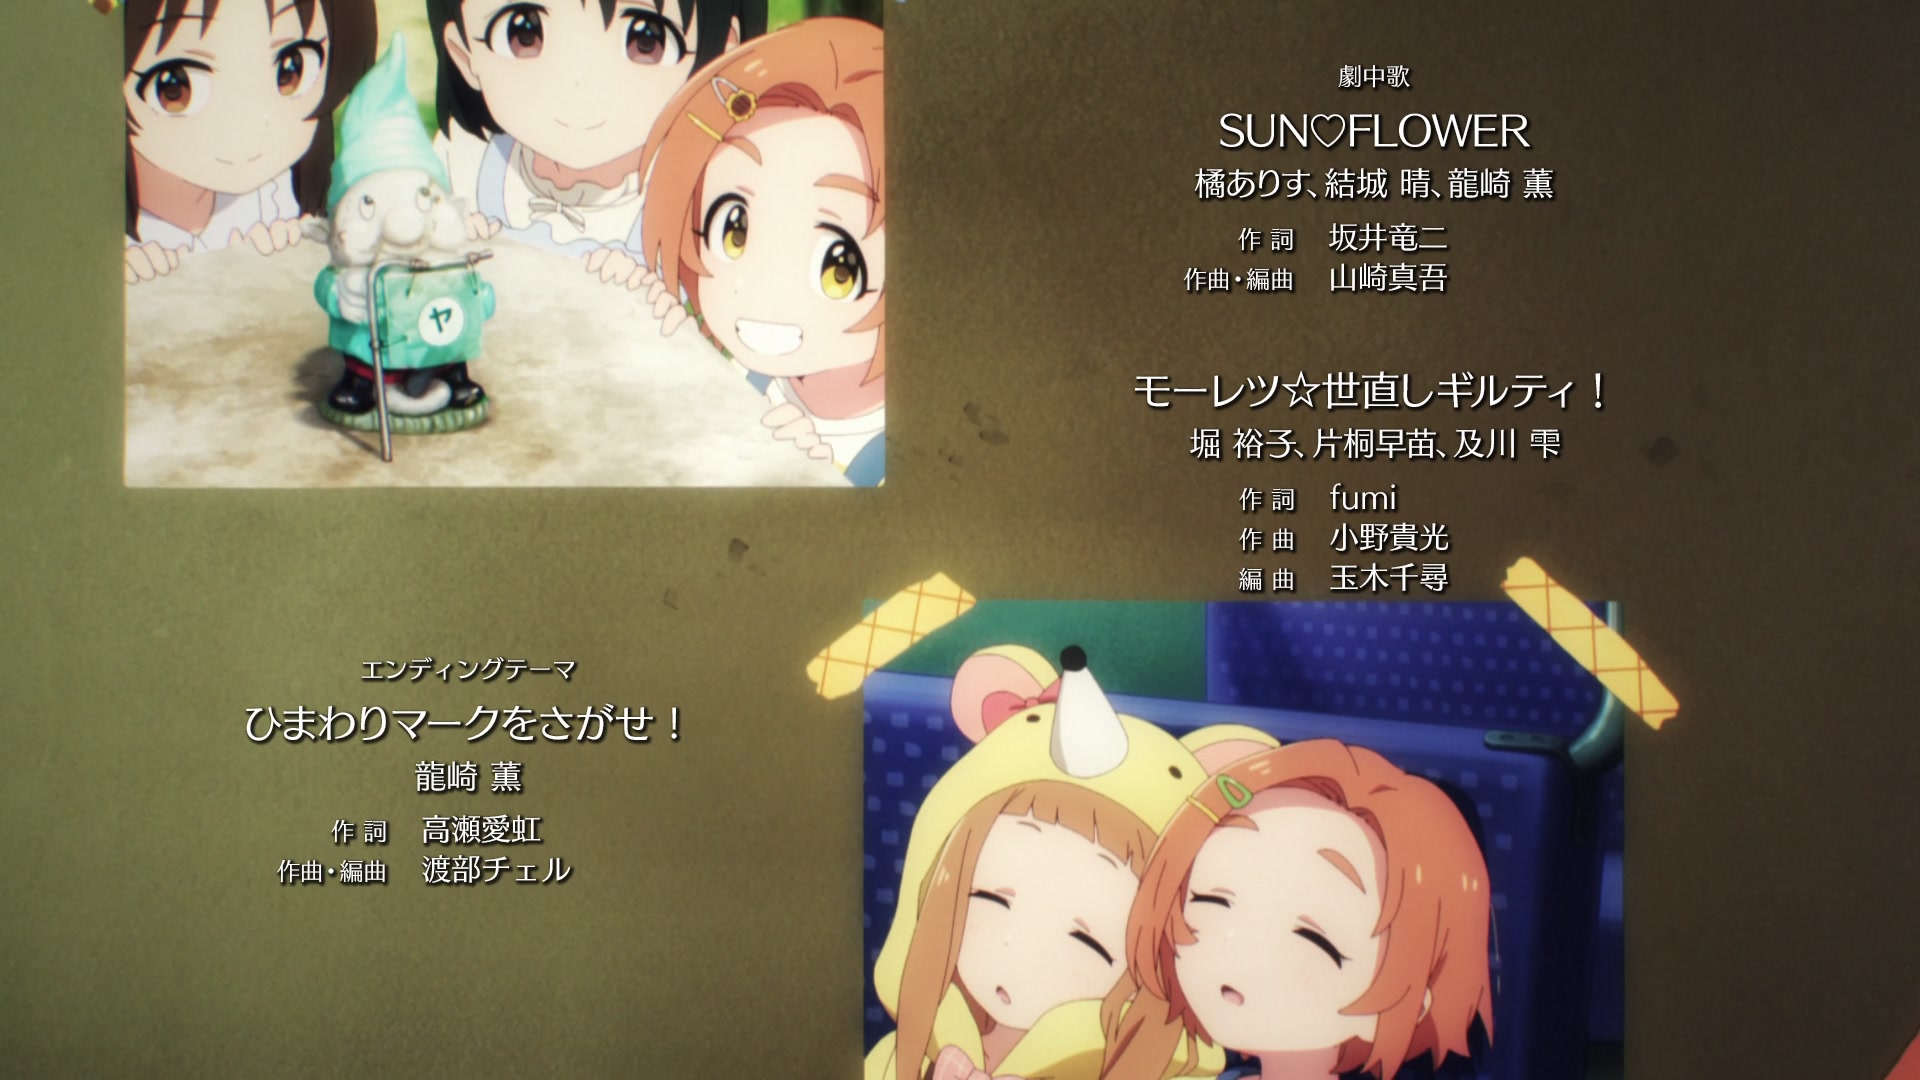 ヤ
劇中歌
SUN♡FLOWER
橘ありす、結城 晴、龍崎 薫
作 詞 坂井竜二
作曲・編曲 山崎真吾
モーレツ☆世直しギルティ！
堀 裕子、片桐早苗、及川 雫
作 詞 fumi
作 曲 小野貴光
編 曲 玉木千尋
エンディングテーマ
ひまわりマークをさがせ！
龍崎 薫
作 詞 高瀬愛虹
作曲・編曲 渡部チェル